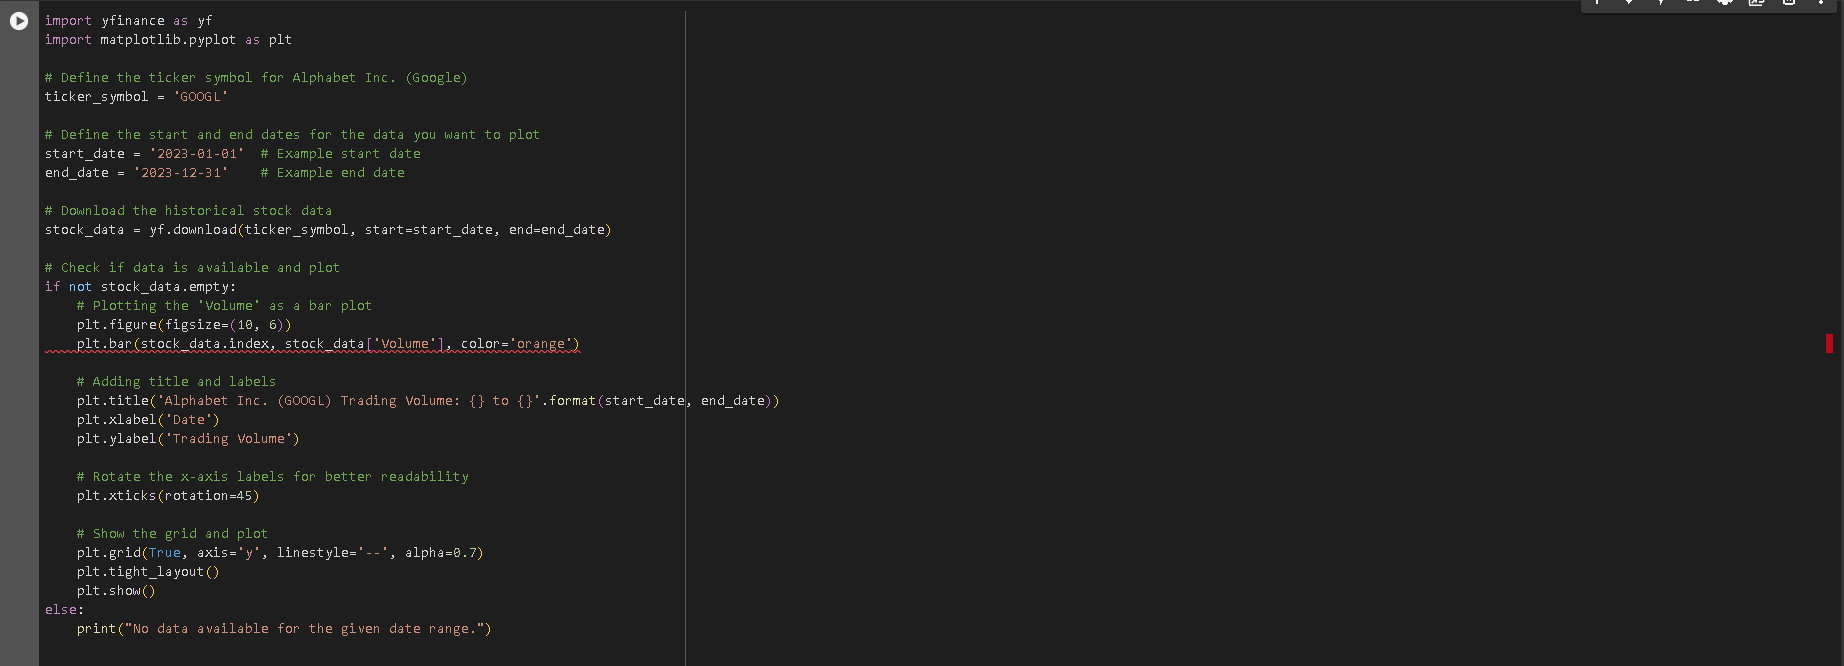 import yfinance as yf
import matplotlib.pyplot as plt
# Define the ticker symbol for Alphabet Inc. (Google)
ticker_symbol = 'GOOGL'
# Define the start and end dates for the data you want to plot
start_date = '2023-01-01'  # Example start date
end_date = '2023-12-31'    # Example end date
# Download the historical stock data
stock_data = yf.download(ticker_symbol, start=start_date, end=end_date)
# Check if data is available and plot
if not stock_data.empty:
    # Plotting the 'Volume' as a bar plot
    plt.figure(figsize=(10, 6))
    plt.bar(stock_data.index, stock_data['Volume'], color='orange')
    # Adding title and labels
    plt.title('Alphabet Inc. (GOOGL) Trading Volume: {} to {}'.format(start_date, end_date))
    plt.xlabel('Date')
    plt.ylabel('Trading Volume')
    # Rotate the x-axis labels for better readability
    plt.xticks(rotation=45)
    # Show the grid and plot
    plt.grid(True, axis='y', linestyle='--', alpha=0.7)
    plt.tight_layout()
    plt.show()
else:
    print("No data available for the given date range.")